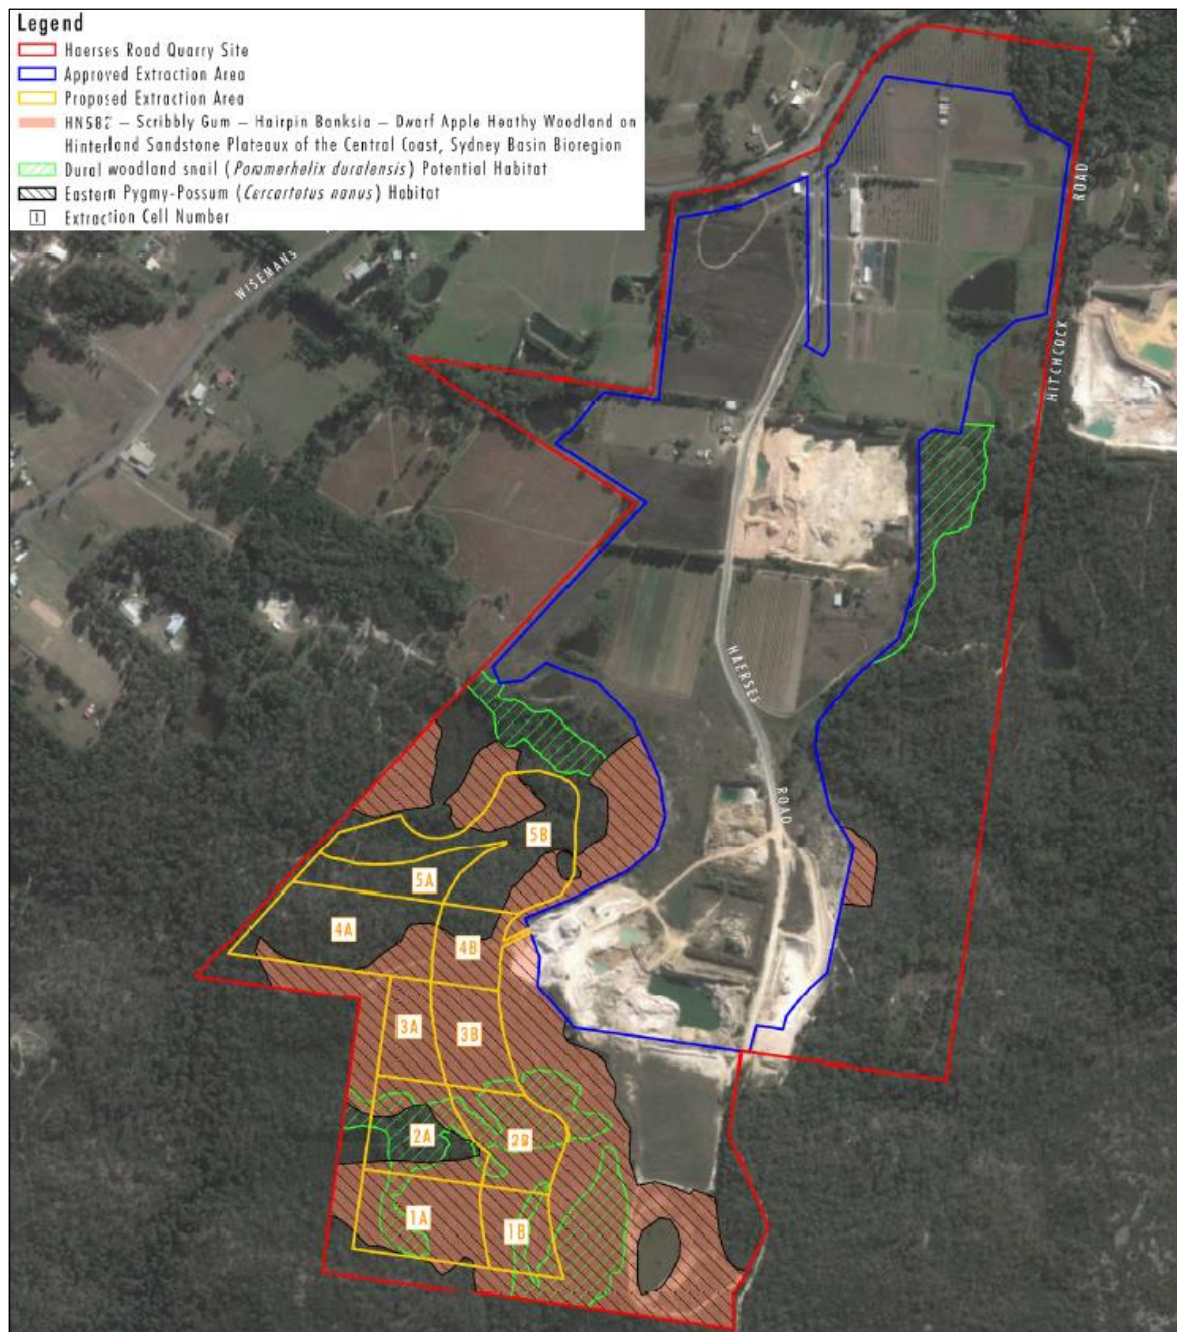 Legend
Haerses Road Quarry Site
Approved Extraction Area
Proposed Extraction Area
HN582 – Scribbly Gum – Hairpin Banksia – Dwarf Apple Heathy Woodland on
Hinterland Sandstone Plateaux of the Central Coast, Sydney Basin Bioregion
Dural woodland snail (Pommerhelix duralensis) Potential Habitat
Eastern Pygmy-Possum (Cercartetus nanus) Habitat
1 Extraction Cell Number
WISEMANS
ROAD
HITCHCOCK
HAERSES
ROAD
5B
5A
4A
4B
3A
3B
2A
2B
1A
1B